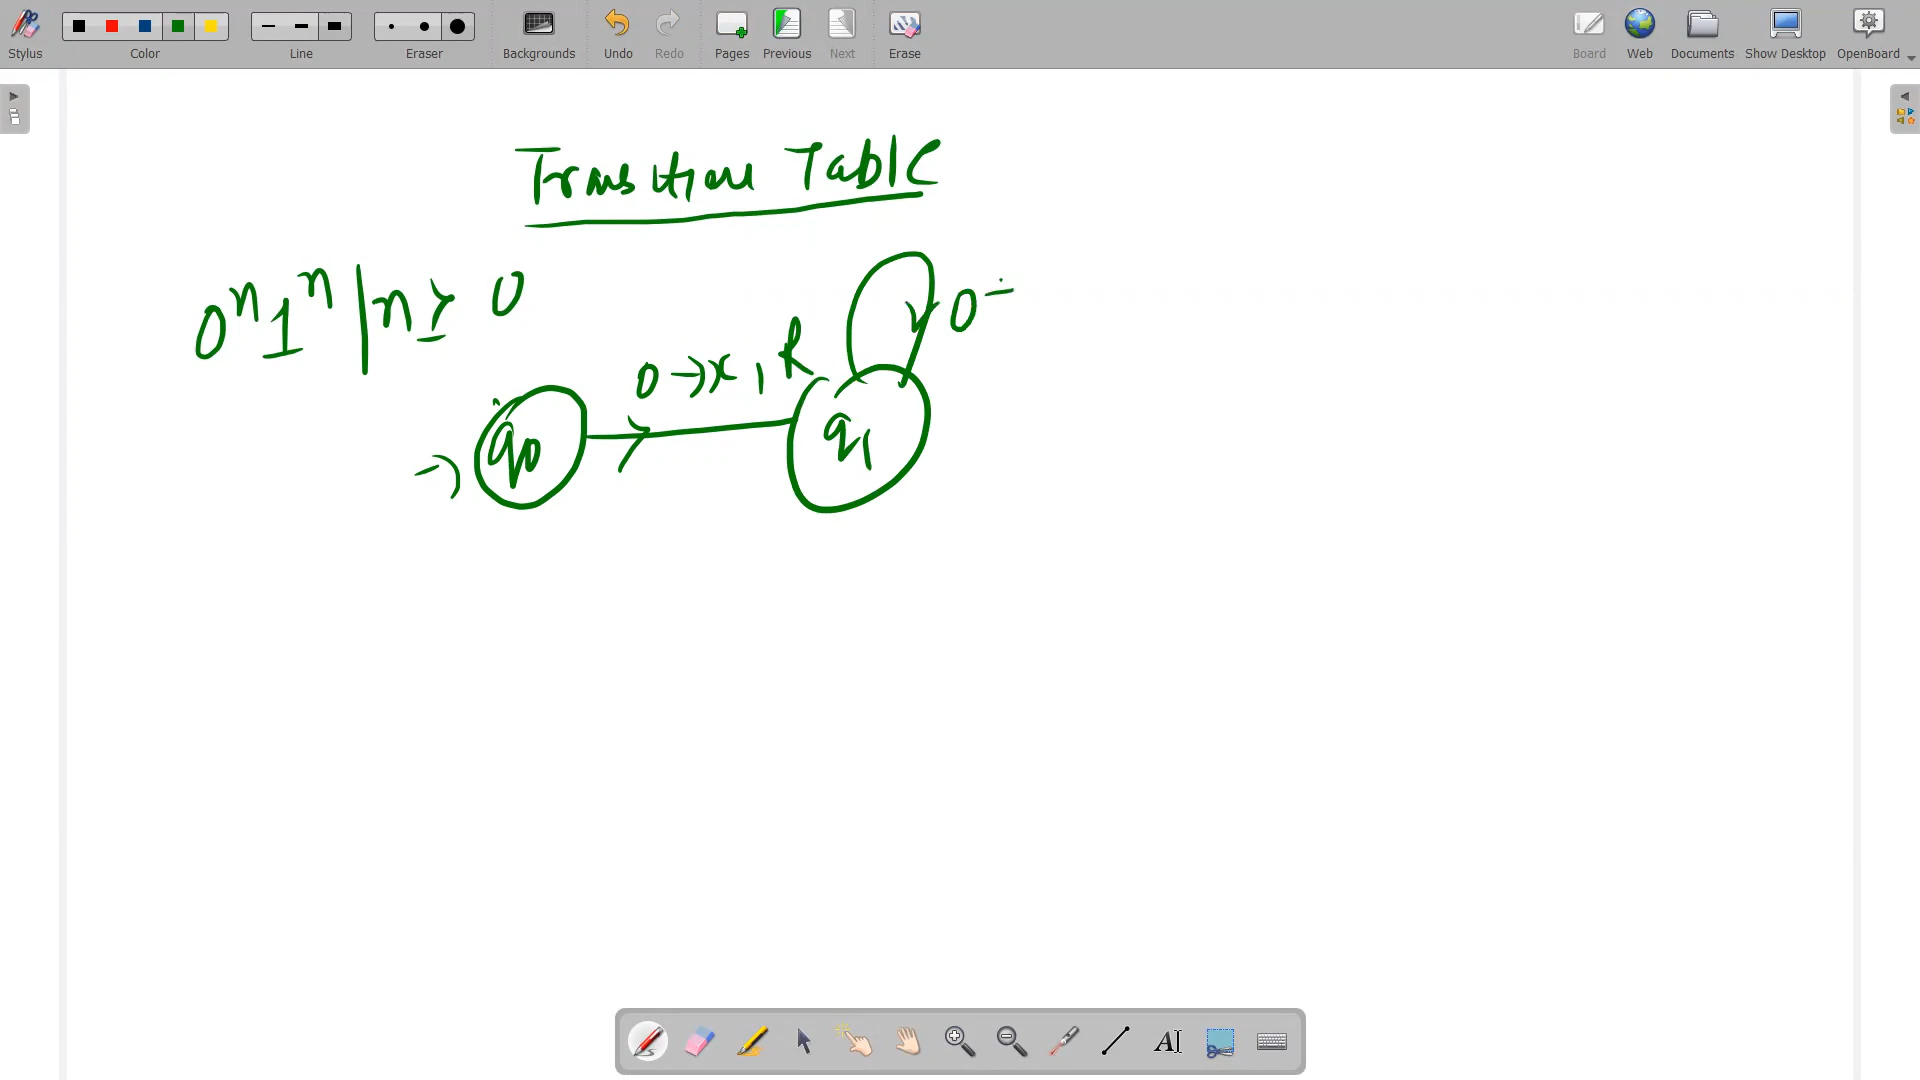 Stylus Color Line Eraser Backgrounds Undo Redo Pages Previous Next Erase Board Web Documents Show Desktop OpenBoard
Transition Table
0ⁿ1ⁿ | n ≥ 0
0 → x, R
0 -
→ q0
q1